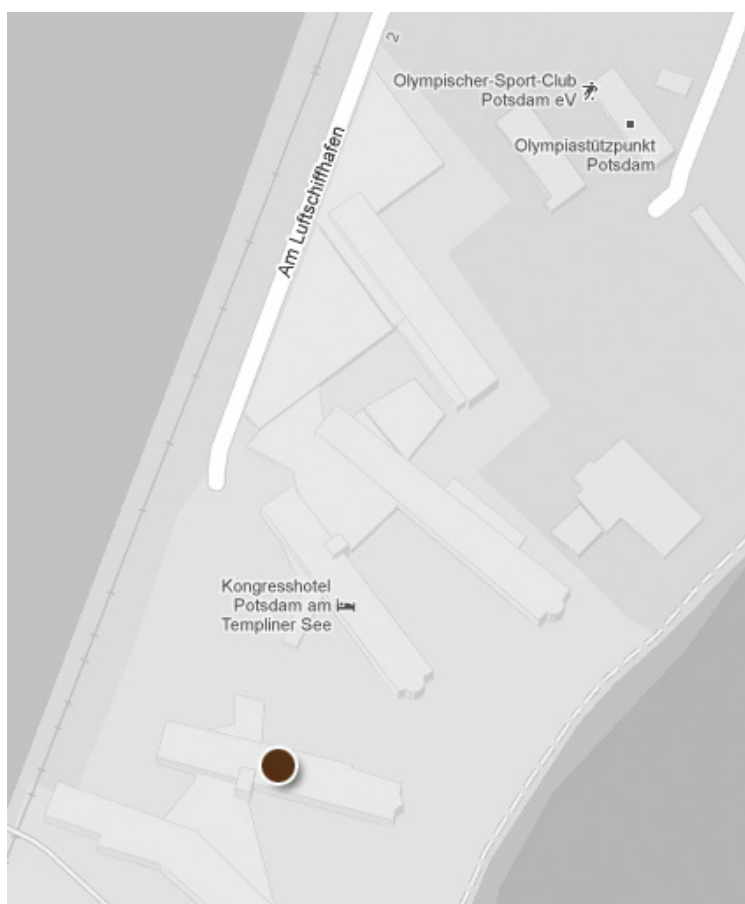 2
Olympischer-Sport-Club
Potsdam eV
Olympiastützpunkt
Potsdam
Am Luftschiffhafen
Kongresshotel
Potsdam am
Templiner See